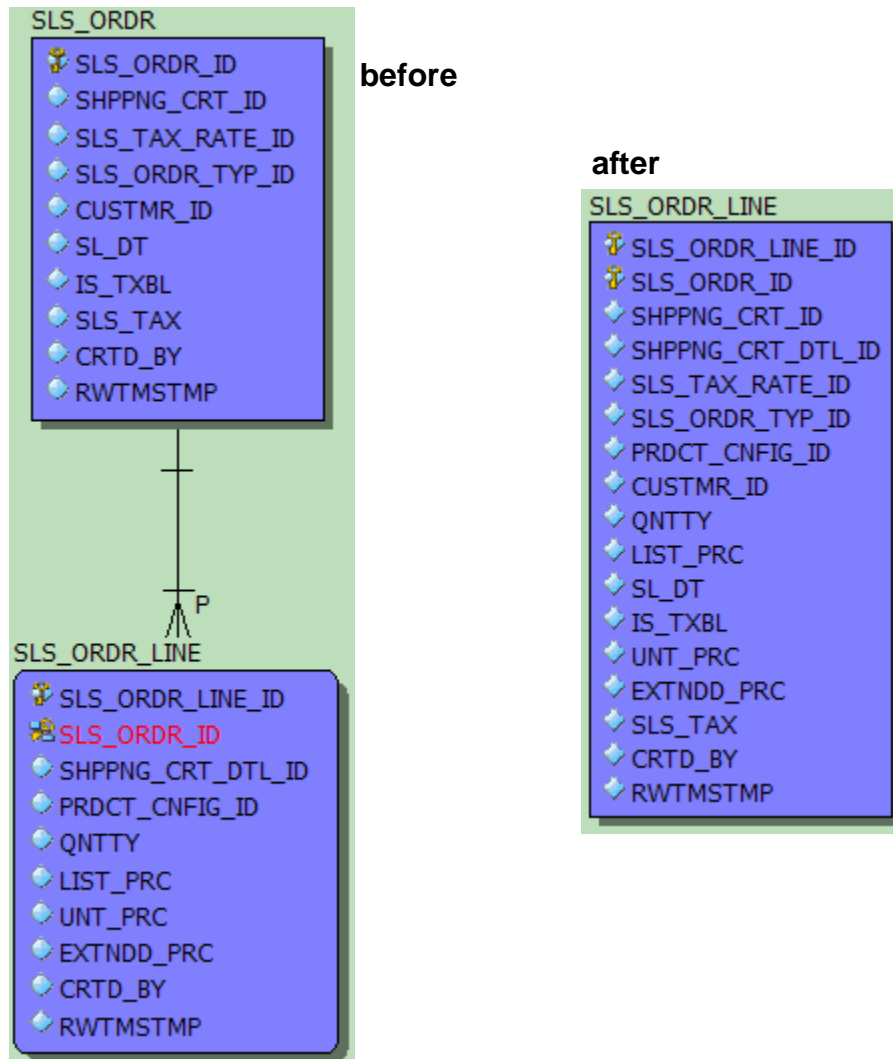 SLS_ORDR
SLS_ORDR_ID
SHPPNG_CRT_ID
SLS_TAX_RATE_ID
SLS_ORDR_TYP_ID
CUSTMR_ID
SL_DT
IS_TXBL
SLS_TAX
CRTD_BY
RWTMSTMP
before
P
SLS_ORDR_LINE
SLS_ORDR_LINE_ID
SLS_ORDR_ID
SHPPNG_CRT_DTL_ID
PRDCT_CNFIG_ID
QNTTY
LIST_PRC
UNT_PRC
EXTNDD_PRC
CRTD_BY
RWTMSTMP
after
SLS_ORDR_LINE
SLS_ORDR_LINE_ID
SLS_ORDR_ID
SHPPNG_CRT_ID
SHPPNG_CRT_DTL_ID
SLS_TAX_RATE_ID
SLS_ORDR_TYP_ID
PRDCT_CNFIG_ID
CUSTMR_ID
QNTTY
LIST_PRC
SL_DT
IS_TXBL
UNT_PRC
EXTNDD_PRC
SLS_TAX
CRTD_BY
RWTMSTMP